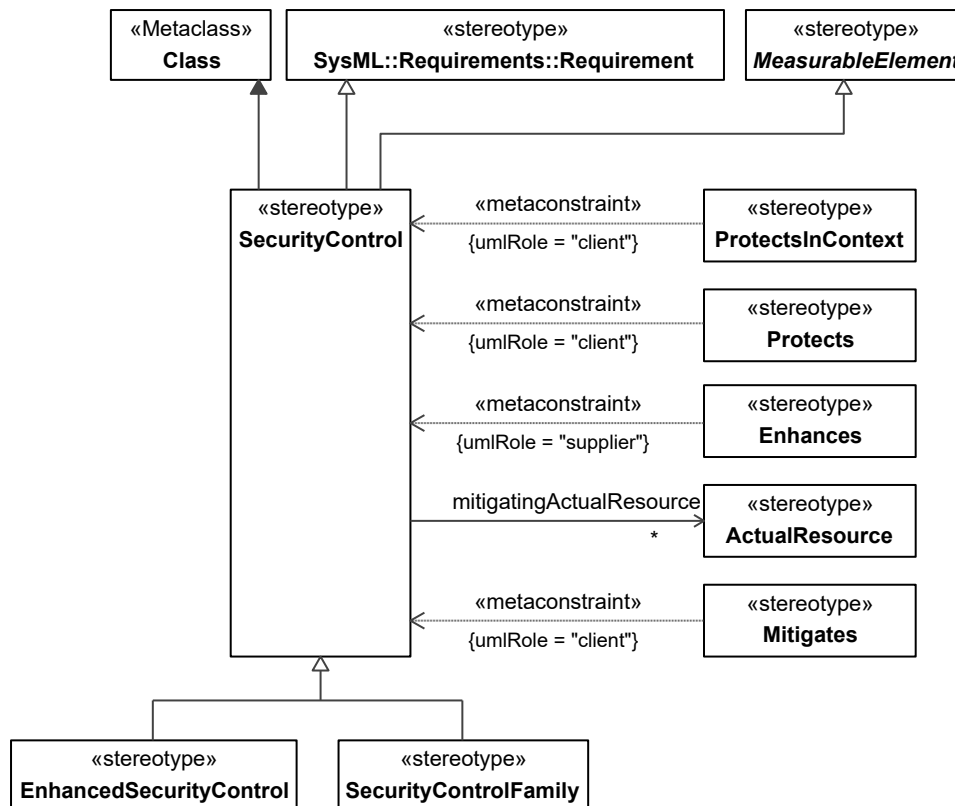 «Metaclass»
Class
«stereotype»
SysML::Requirements::Requirement
«stereotype»
MeasurableElement
«stereotype»
SecurityControl
«metaconstraint»
{umlRole = "client"}
«stereotype»
ProtectsInContext
«metaconstraint»
{umlRole = "client"}
«stereotype»
Protects
«metaconstraint»
{umlRole = "supplier"}
«stereotype»
Enhances
mitigatingActualResource
*
«stereotype»
ActualResource
«metaconstraint»
{umlRole = "client"}
«stereotype»
Mitigates
«stereotype»
EnhancedSecurityControl
«stereotype»
SecurityControlFamily